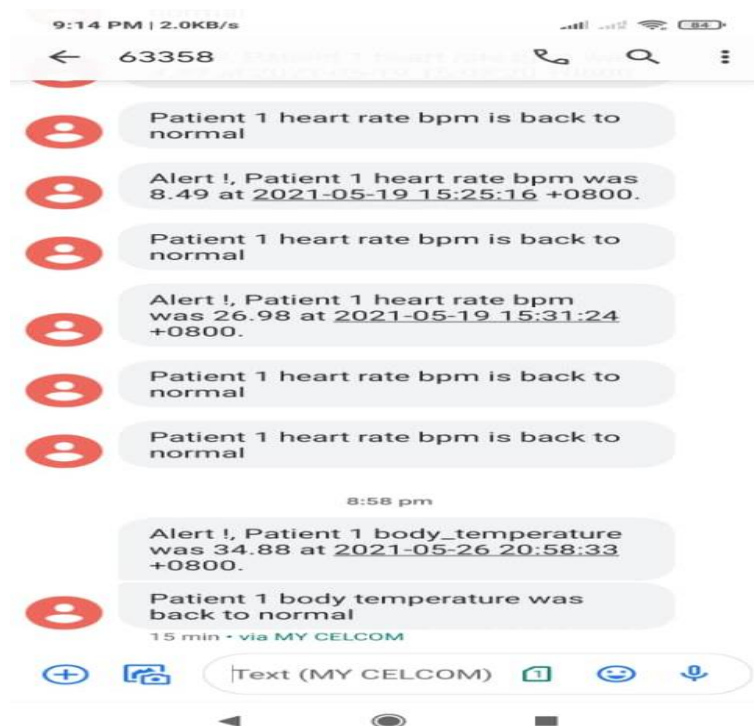 9:14 PM | 2.0KB/s
84
63358
Patient 1 heart rate bpm is back to
normal
Alert !, Patient 1 heart rate bpm was
8.49 at 2021-05-19 15:25:16 +0800.
Patient 1 heart rate bpm is back to
normal
Alert !, Patient 1 heart rate bpm
was 26.98 at 2021-05-19 15:31:24
+0800.
Patient 1 heart rate bpm is back to
normal
Patient 1 heart rate bpm is back to
normal
8:58 pm
Alert !, Patient 1 body_temperature
was 34.88 at 2021-05-26 20:58:33
+0800.
Patient 1 body temperature was
back to normal
15 min • via MY CELCOM
Text (MY CELCOM)
1